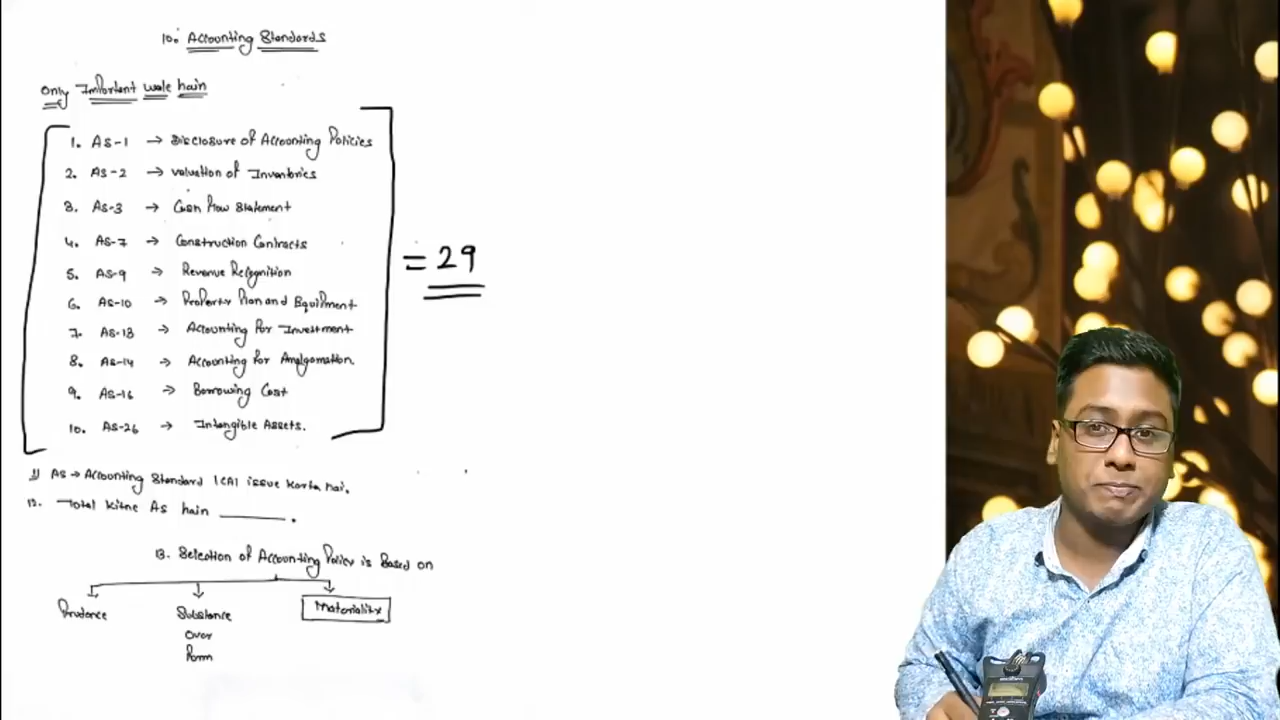 10. Accounting Standards
Only Important wale hain
1. AS-1 → Disclosure of Accounting Policies
2. AS-2 → valuation of Inventories
3. AS-3 → Cash flow Statement
4. AS-7 → Construction Contracts
5. AS-9 → Revenue Recognition
6. AS-10 → Property Plan and Equipment
7. AS-13 → Accounting for Investment
8. AS-14 → Accounting for Amalgamation.
9. AS-16 → Borrowing Cost
10. AS-26 → Intangible Assets.
= 29
11 AS → Accounting Standard ICAI issue Karta hai.
12. Total Kitne AS hain ______.
13. Selection of Accounting Policy is Based on
Prudence Substance Over Form Materiality